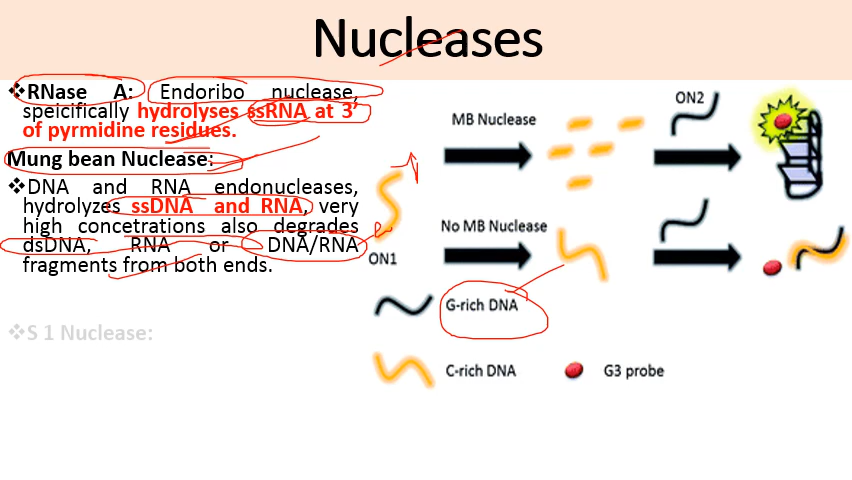 Nucleases
❖RNase A: Endoribo nuclease,
speicifically hydrolyses ssRNA at 3'
of pyrmidine residues.
Mung bean Nuclease:
❖DNA and RNA endonucleases,
hydrolyzes ssDNA and RNA, very
high concetrations also degrades
dsDNA, RNA or DNA/RNA
fragments from both ends.
❖S 1 Nuclease:
MB Nuclease
ON2
No MB Nuclease
ON1
G-rich DNA
C-rich DNA
G3 probe